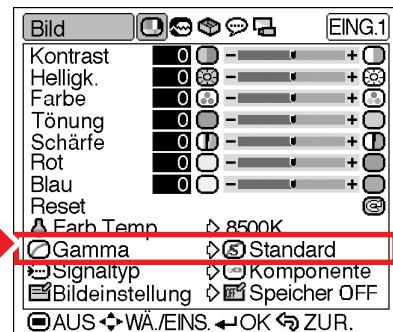 Bild EING.1
Kontrast 0 - +
Helligk. 0 - +
Farbe 0 - +
Tönung 0 - +
Schärfe 0 - +
Rot 0 - +
Blau 0 - +
Reset
Farb Temp 8500K
Gamma S Standard
Signaltyp Komponente
Bildeinstellung Speicher OFF
AUS WÄ./EINS. OK ZUR.